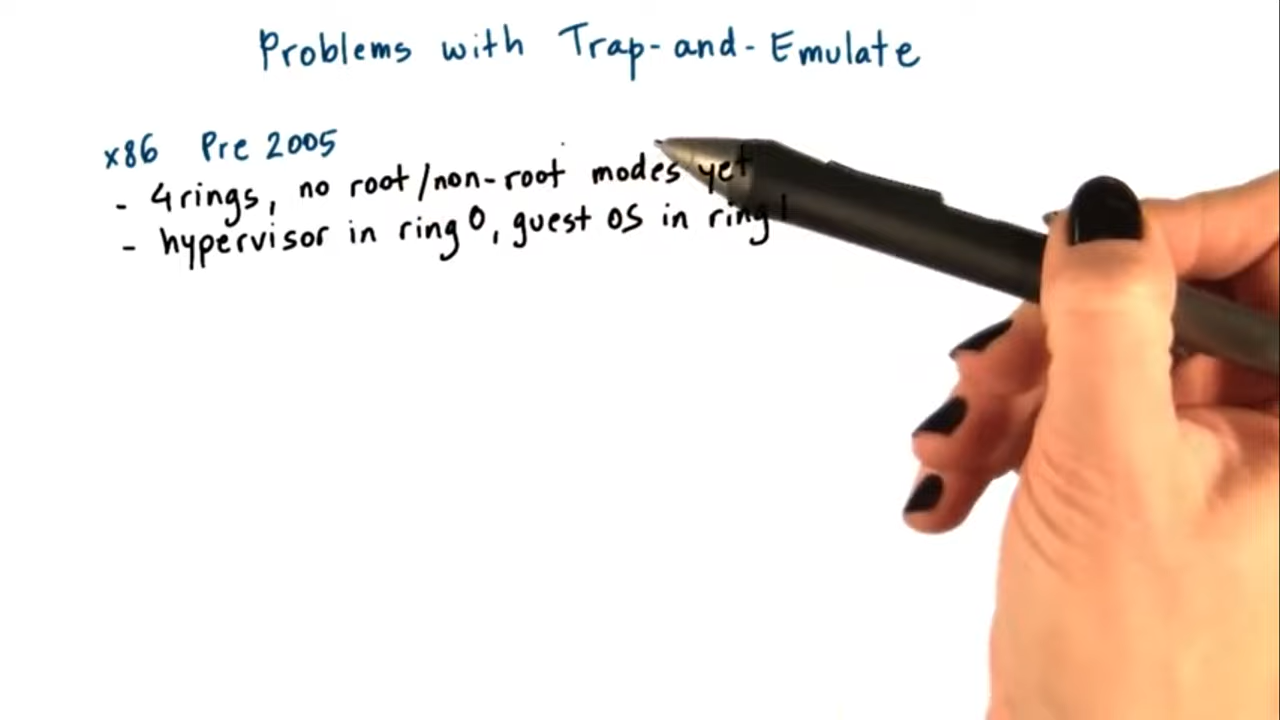 Problems with Trap-and-Emulate
x86 Pre 2005
- 4 rings, no root/non-root modes yet
- hypervisor in ring 0, guest OS in ring 1